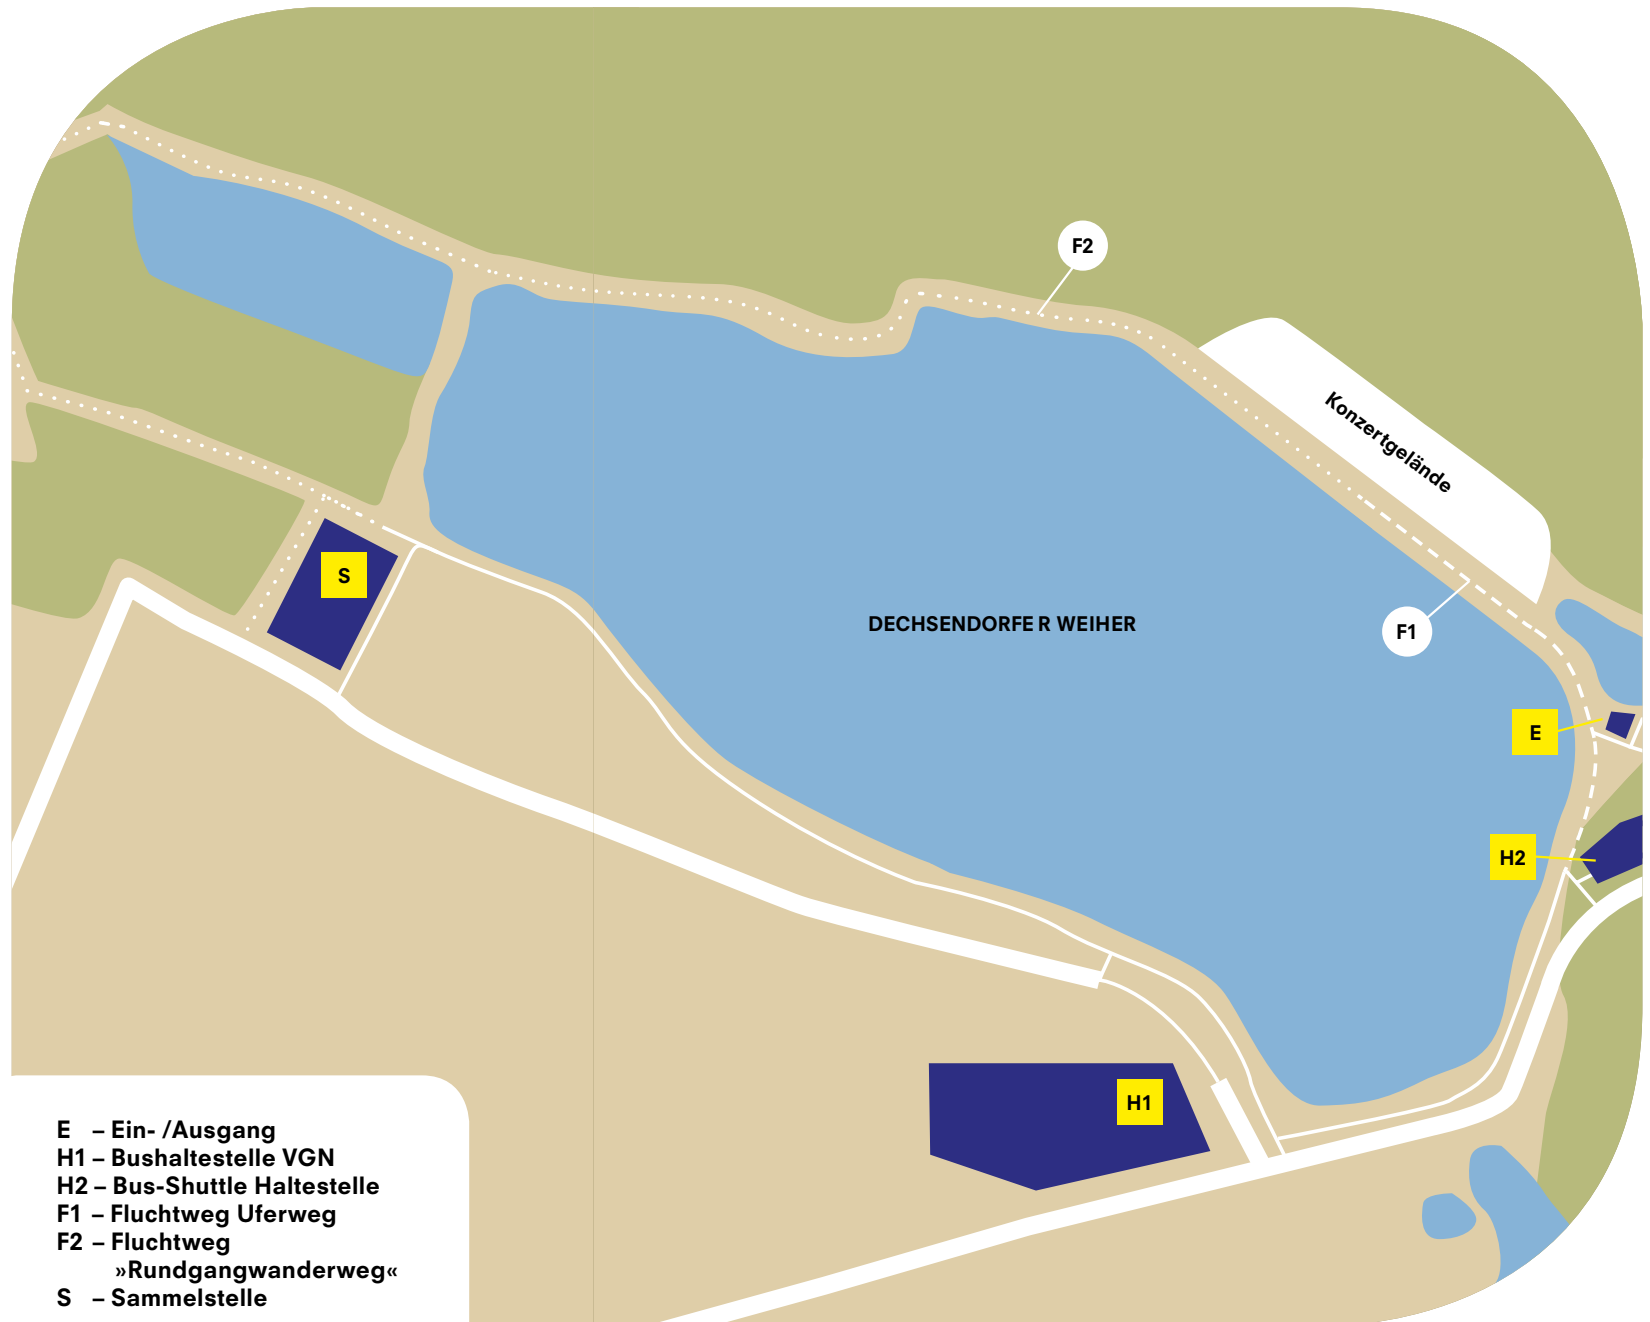 F2
Konzertgelände
S
DECHSENDORFER WEIHER
F1
E
H2
H1
E – Ein- /Ausgang
H1 – Bushaltestelle VGN
H2 – Bus-Shuttle Haltestelle
F1 – Fluchtweg Uferweg
F2 – Fluchtweg
»Rundgangwanderweg«
S – Sammelstelle